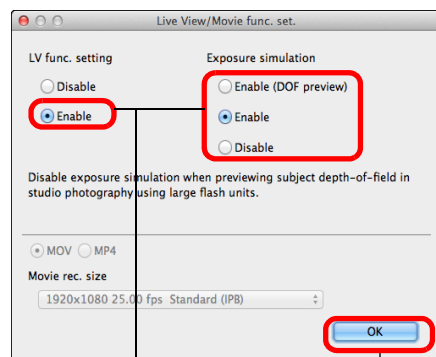 Live View/Movie func. set.
LV func. setting
Exposure simulation
Disable
Enable
Enable (DOF preview)
Enable
Disable
Disable exposure simulation when previewing subject depth-of-field in
studio photography using large flash units.
MOV MP4
Movie rec. size
1920x1080 25.00 fps Standard (IPB)
OK